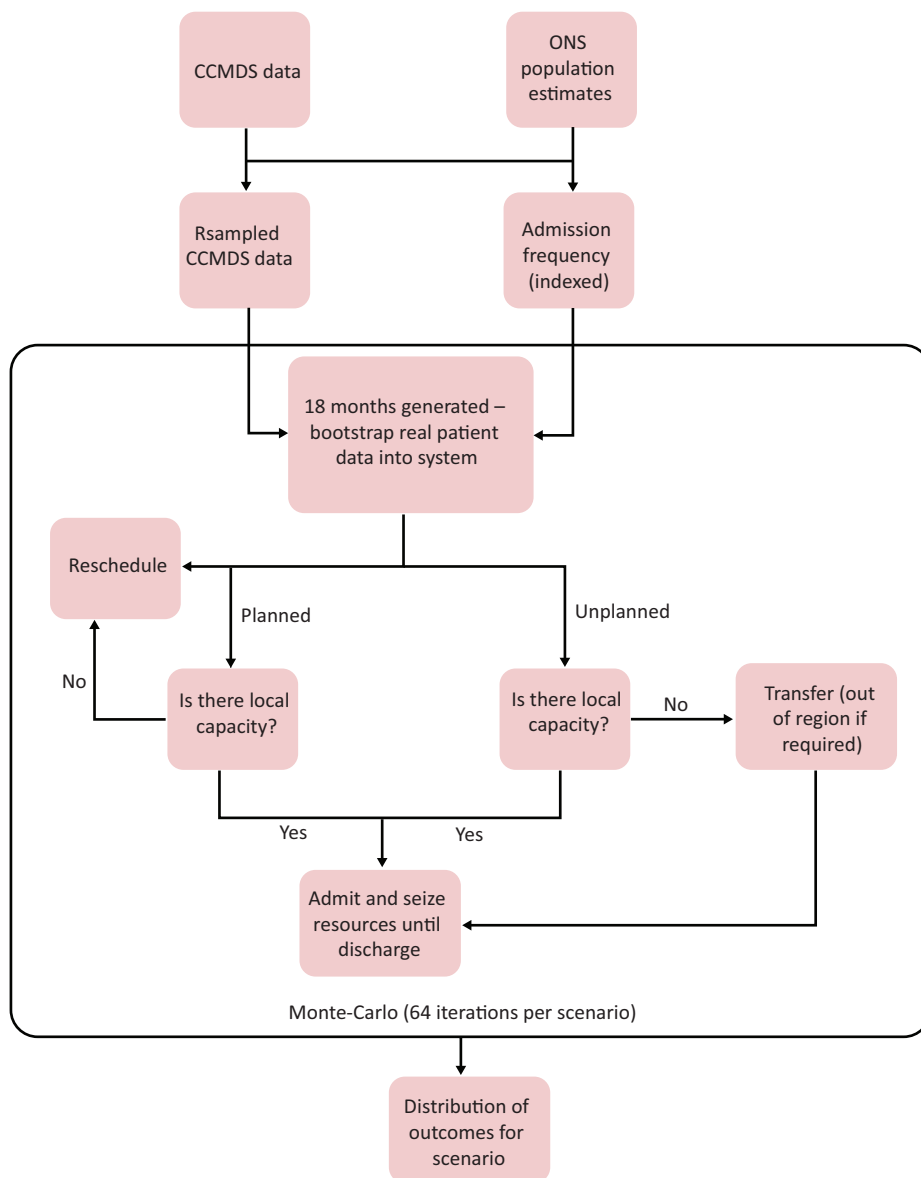 CCMDS data
ONS
population
estimates
Rsampled
CCMDS data
Admission
frequency
(indexed)
18 months generated –
bootstrap real patient
data into system
Reschedule
Planned
Unplanned
No
Is there local
capacity?
Is there local
capacity?
No
Transfer (out
of region if
required)
Yes
Yes
Admit and seize
resources until
discharge
Monte-Carlo (64 iterations per scenario)
Distribution of
outcomes for
scenario